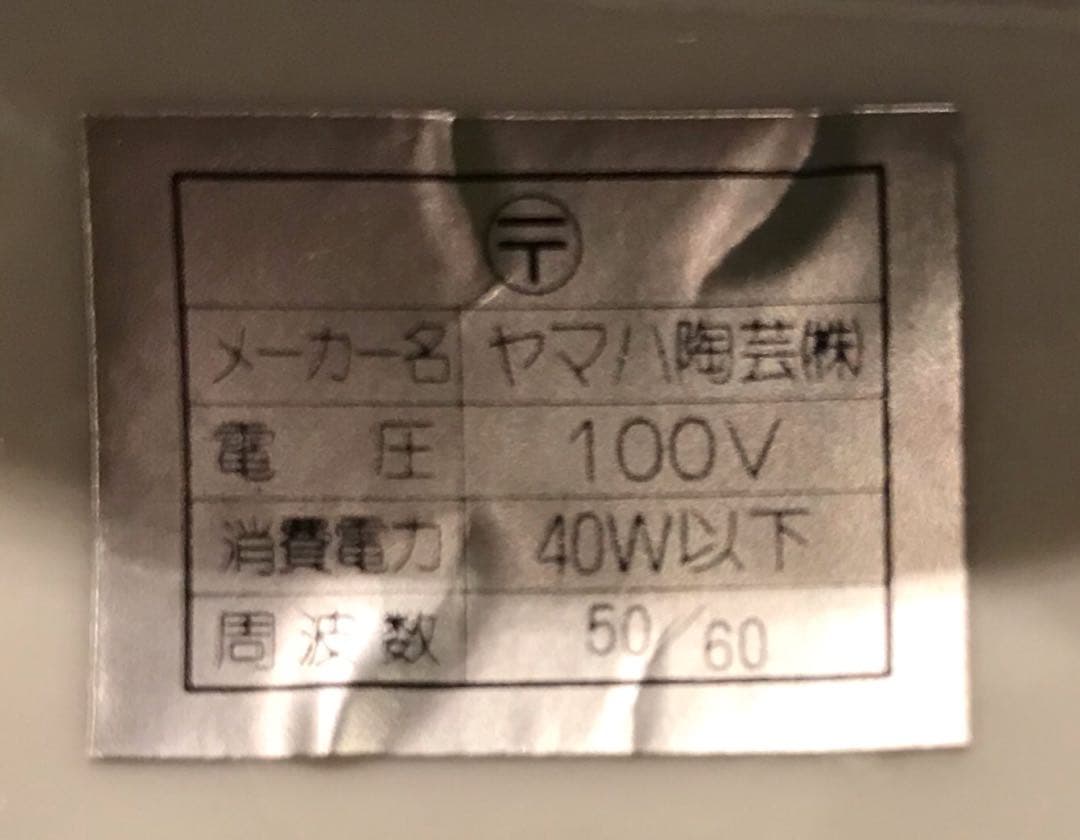 〒
メーカー名 ヤマハ陶芸㈱
電圧 100V
消費電力 40W以下
周波数 50/60